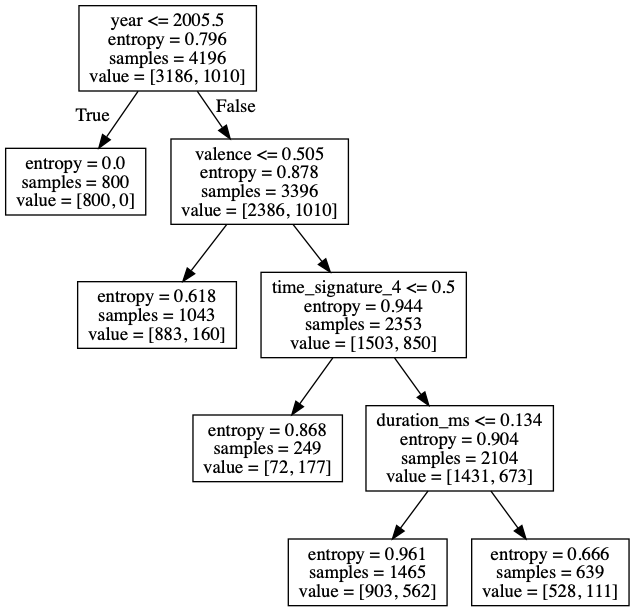 year <= 2005.5
entropy = 0.796
samples = 4196
value = [3186, 1010]
True
False
entropy = 0.0
samples = 800
value = [800, 0]
valence <= 0.505
entropy = 0.878
samples = 3396
value = [2386, 1010]
entropy = 0.618
samples = 1043
value = [883, 160]
time_signature_4 <= 0.5
entropy = 0.944
samples = 2353
value = [1503, 850]
entropy = 0.868
samples = 249
value = [72, 177]
duration_ms <= 0.134
entropy = 0.904
samples = 2104
value = [1431, 673]
entropy = 0.961
samples = 1465
value = [903, 562]
entropy = 0.666
samples = 639
value = [528, 111]